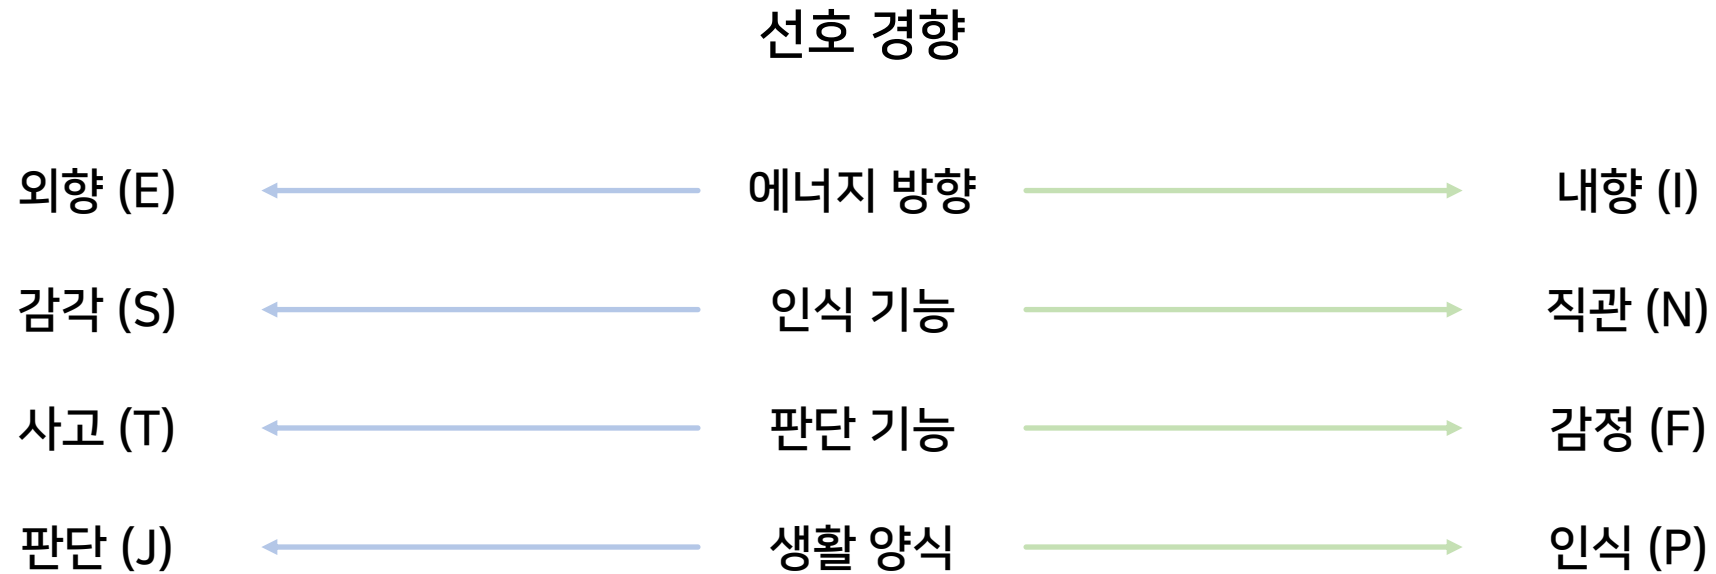 선호 경향
외향 (E) 에너지 방향 내향 (I)
감각 (S) 인식 기능 직관 (N)
사고 (T) 판단 기능 감정 (F)
판단 (J) 생활 양식 인식 (P)